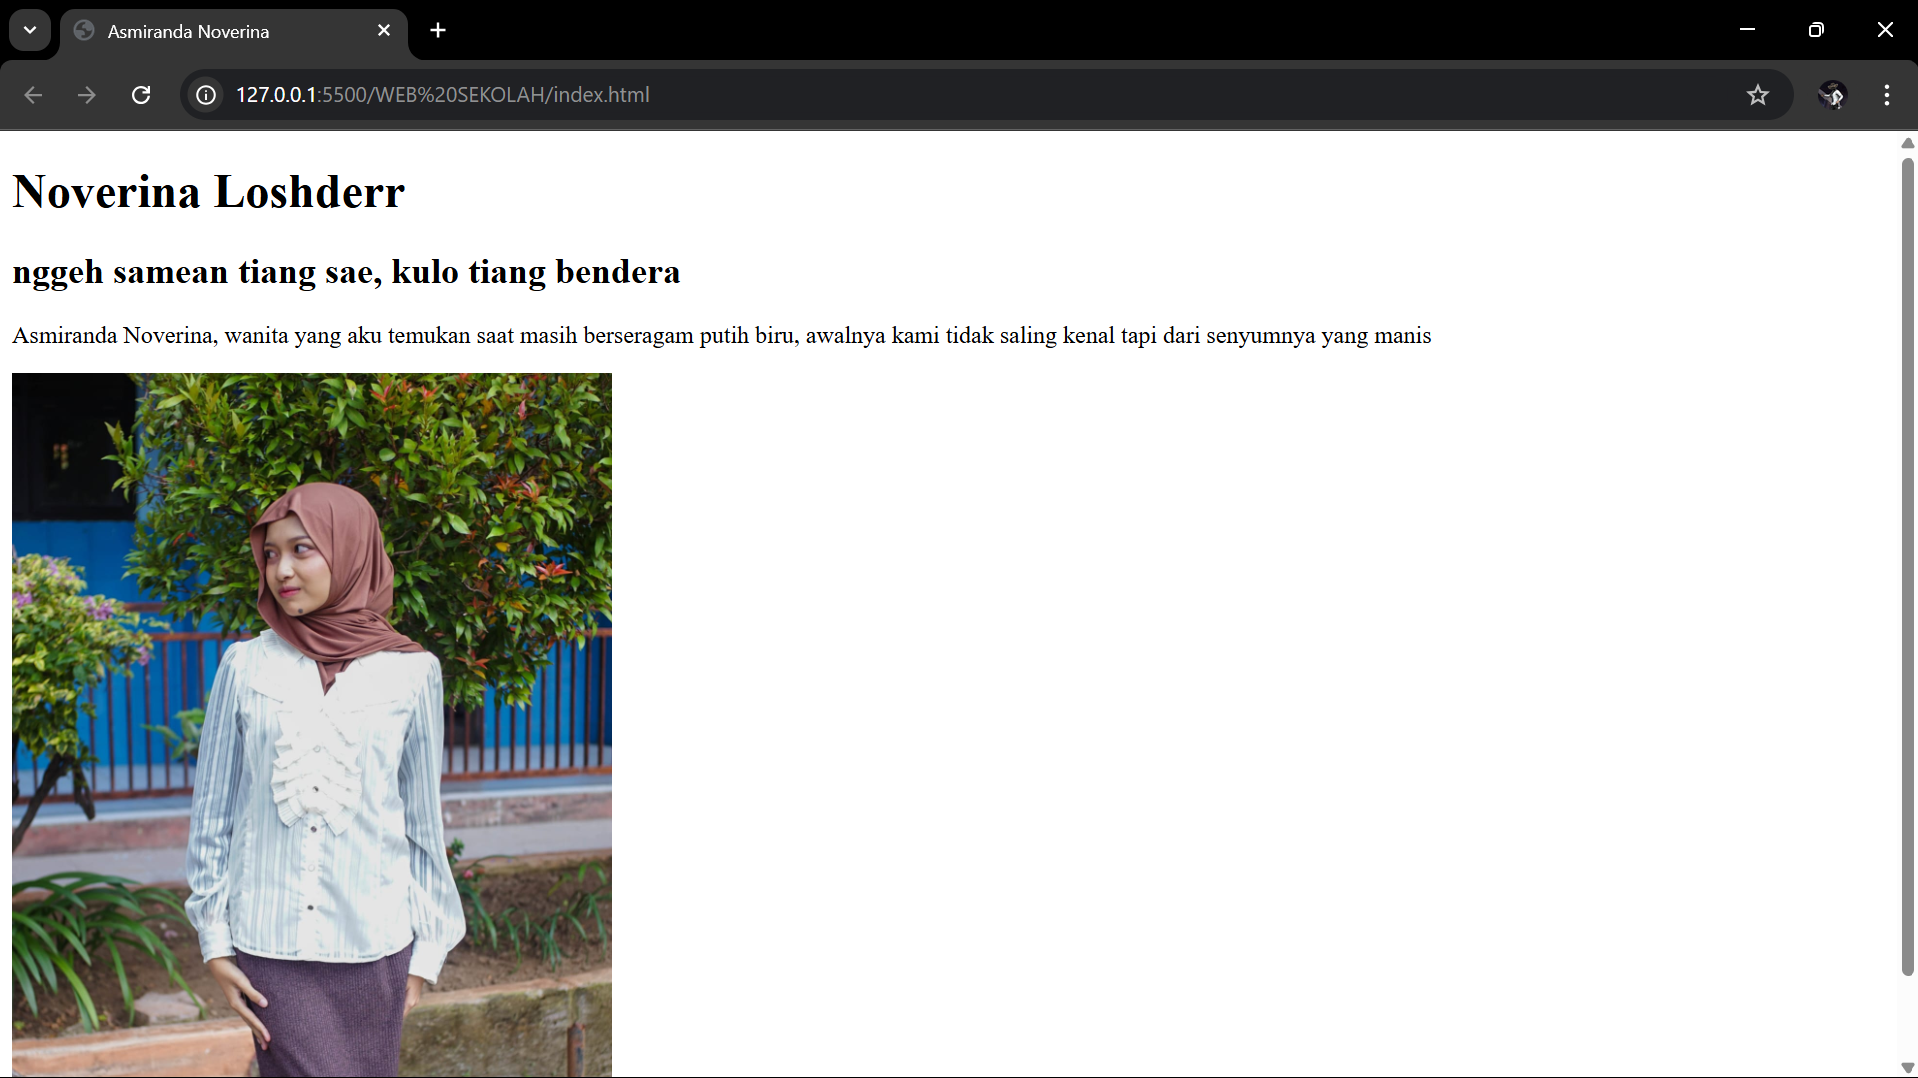 Asmiranda Noverina
127.0.0.1:5500/WEB%20SEKOLAH/index.html
Noverina Loshderr
nggeh samean tiang sae, kulo tiang bendera
Asmiranda Noverina, wanita yang aku temukan saat masih berseragam putih biru, awalnya kami tidak saling kenal tapi dari senyumnya yang manis